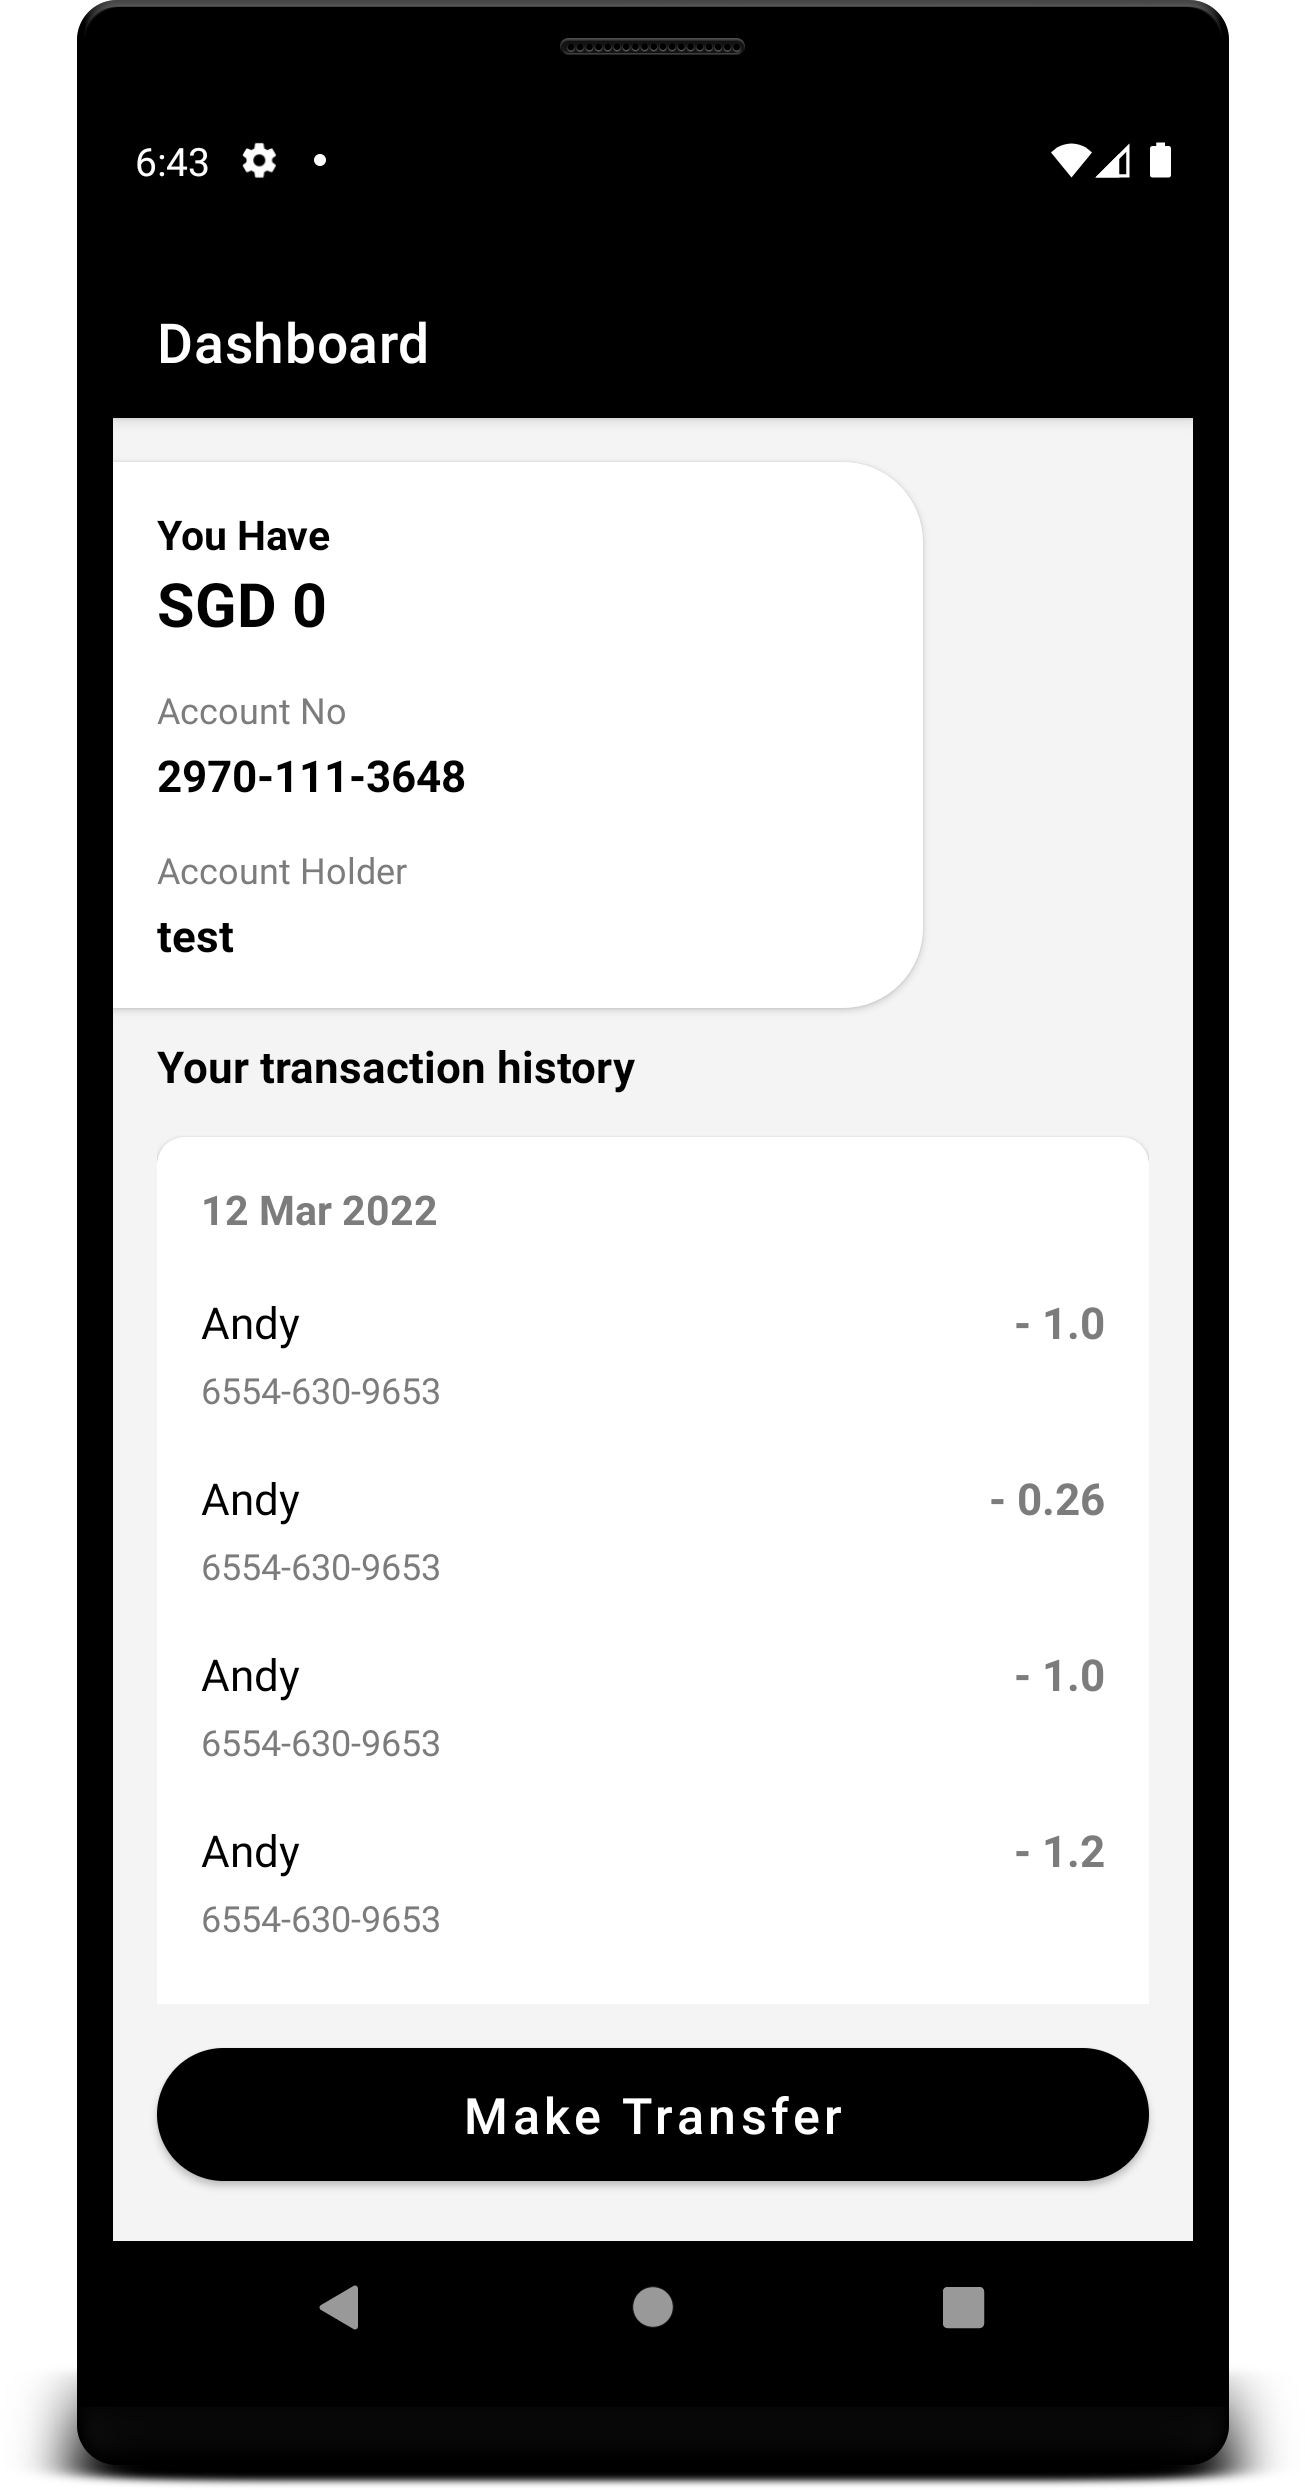 6:43
Dashboard
You Have
SGD 0
Account No
2970-111-3648
Account Holder
test
Your transaction history
12 Mar 2022
Andy - 1.0
6554-630-9653
Andy - 0.26
6554-630-9653
Andy - 1.0
6554-630-9653
Andy - 1.2
6554-630-9653
Make Transfer